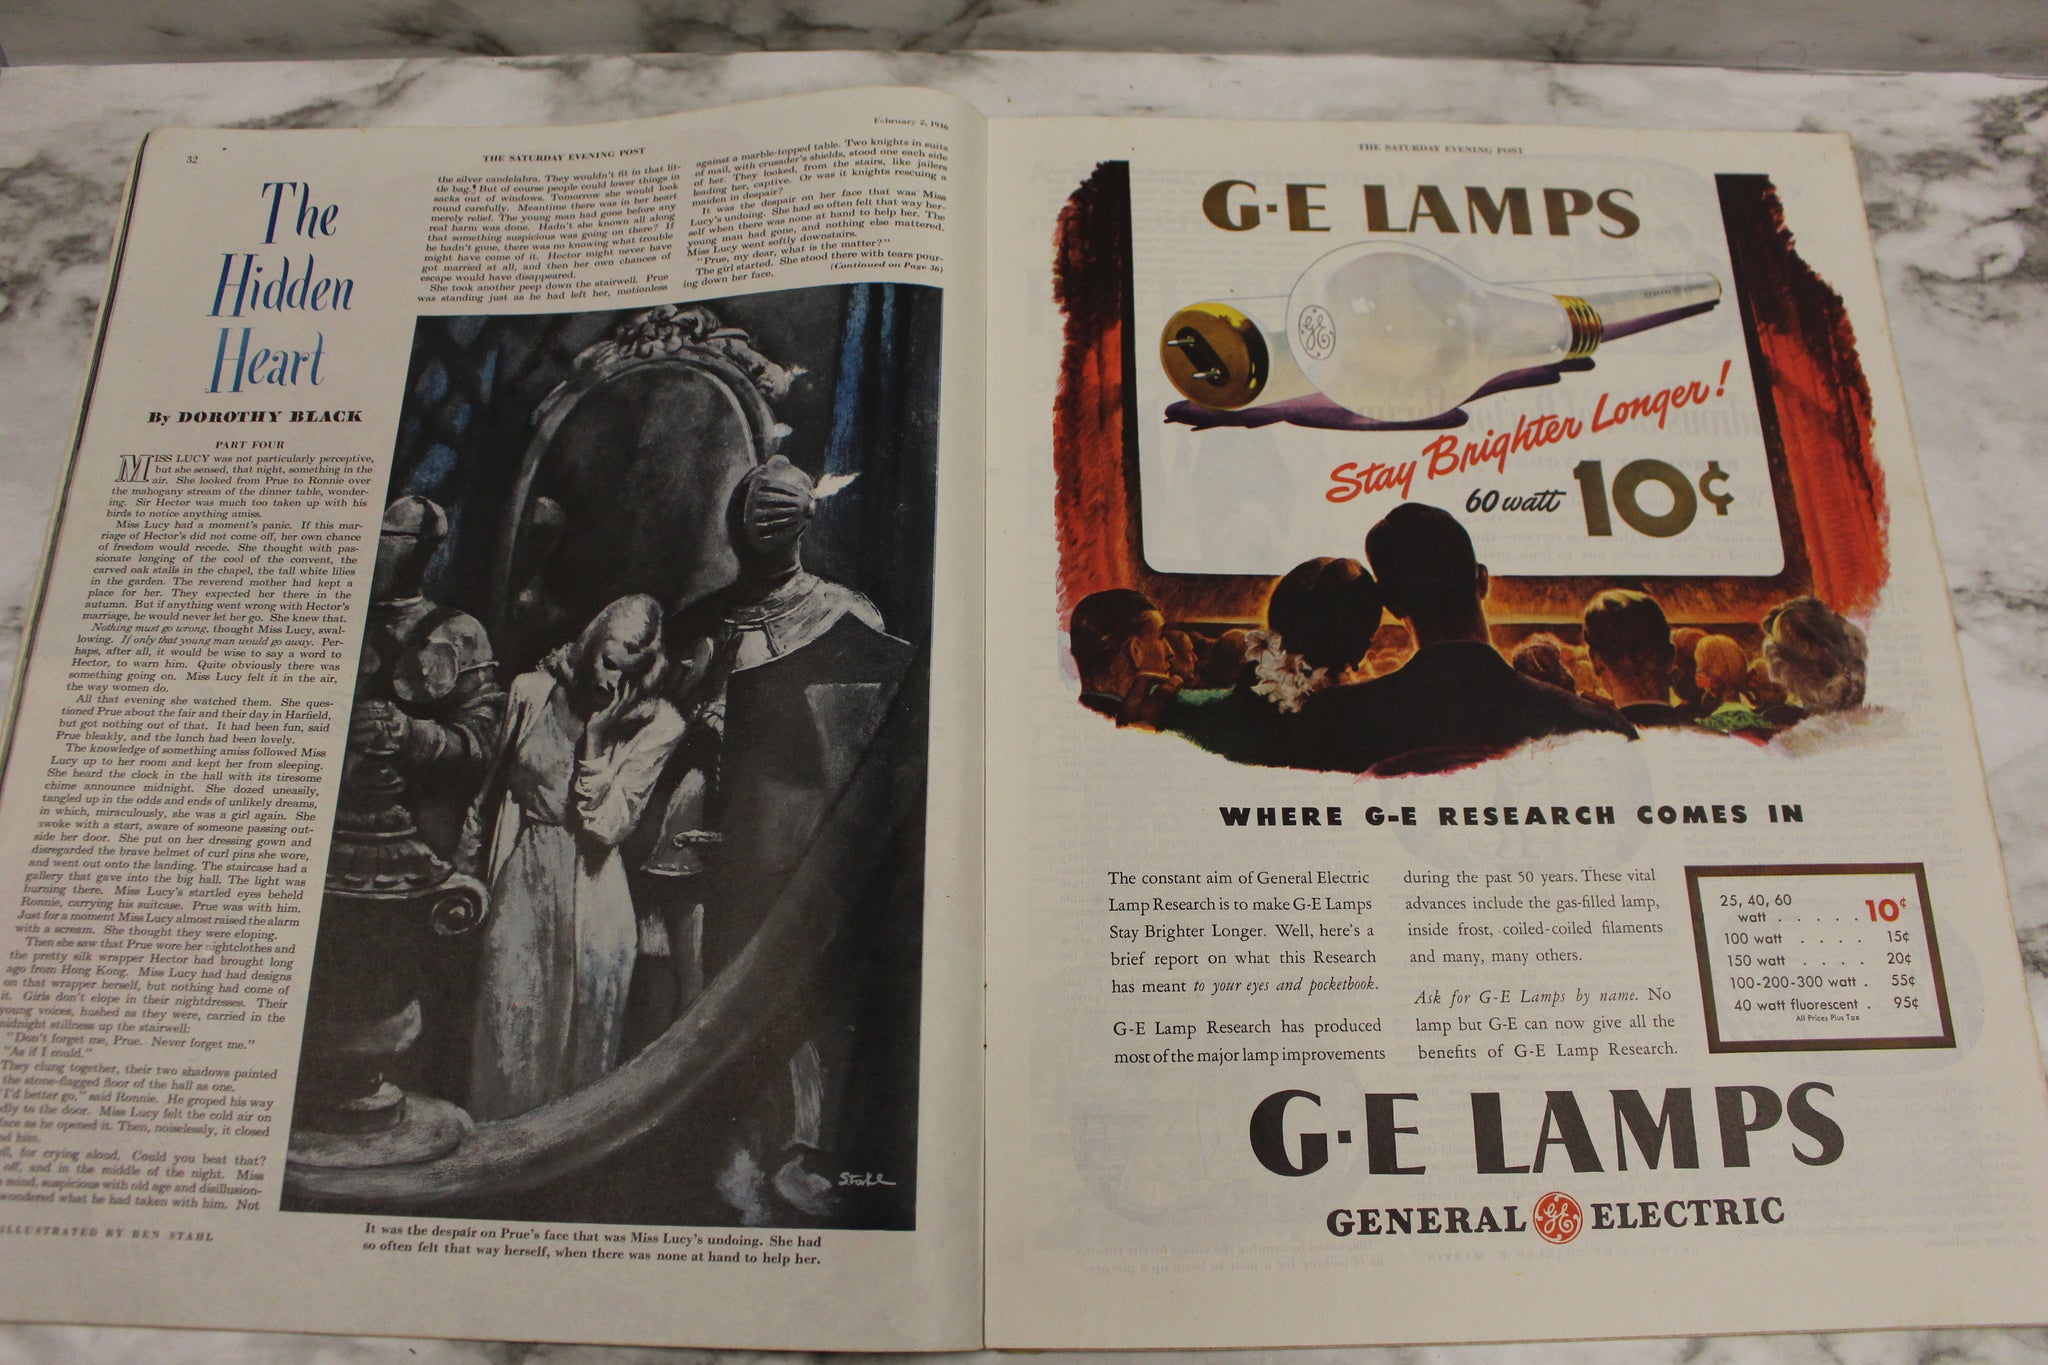 32
THE SATURDAY EVENING POST
February 2, 1946
The
Hidden
Heart
By DOROTHY BLACK
PART FOUR
MISS LUCY was not particularly perceptive,
but she sensed, that night, something in the
air. She looked from Prue to Ronnie over
the mahogany stream of the dinner table, wonder-
ing. Sir Hector was much too taken up with his
birds to notice anything amiss.
Miss Lucy had a moment's panic. If this mar-
riage of Hector's did not come off, her own chance
of freedom would recede. She thought with pas-
sionate longing of the cool of the convent, the
carved oak stalls in the chapel, the tall white lilies
in the garden. The reverend mother had kept a
place for her. They expected her there in the
autumn. But if anything went wrong with Hector's
marriage, he would never let her go. She knew that.
Nothing must go wrong, thought Miss Lucy, swal-
lowing. If only that young man would go away. Per-
haps, after all, it would be wise to say a word to
Hector, to warn him. Quite obviously there was
something going on. Miss Lucy felt it in the air,
the way women do.
All that evening she watched them. She ques-
tioned Prue about the fair and their day in Harfield,
but got nothing out of that. It had been fun, said
Prue bleakly, and the lunch had been lovely.
The knowledge of something amiss followed Miss
Lucy up to her room and kept her from sleeping.
She heard the clock in the hall with its tiresome
chime announce midnight. She dozed uneasily,
tangled up in the odds and ends of unlikely dreams,
in which, miraculously, she was a girl again. She
awoke with a start, aware of someone passing out-
side her door. She put on her dressing gown and
disregarded the brave helmet of curl pins she wore,
and went out onto the landing. The staircase had a
gallery that gave into the big hall. The light was
burning there. Miss Lucy's startled eyes beheld
Ronnie, carrying his suitcase. Prue was with him.
Just for a moment Miss Lucy almost raised the alarm
with a scream. She thought they were eloping.
Then she saw that Prue wore her nightclothes and
the pretty silk wrapper Hector had brought long
ago from Hong Kong. Miss Lucy had had designs
on that wrapper herself, but nothing had come of
it. Girls don't elope in their nightdresses. Their
young voices, hushed as they were, carried in the
midnight stillness up the stairwell:
"Don't forget me, Prue. Never forget me."
"As if I could."
They clung together, their two shadows painted
the stone-flagged floor of the hall as one.
"I'd better go," said Ronnie. He groped his way
to the door. Miss Lucy felt the cold air on
face as he opened it. Then, noiselessly, it closed
him.
for crying aloud. Could you beat that?
off, and in the middle of the night. Miss
mind, suspicious with old age and disillusion-
wondered what he had taken with him. Not
ILLUSTRATED BY BEN STAHL
the silver candelabra. They wouldn't fit in that lit-
tle bag. But of course people could lower things in
sacks out of windows. Tomorrow she would look
round carefully. Meantime there was in her heart
merely relief. The young man had gone before any
real harm was done. Hadn't she known all along
that something suspicious was going on there? If
he hadn't gone, there was no knowing what trouble
might have come of it. Hector might never have
got married at all, and then her own chances of
escape would have disappeared.
She took another peep down the stairwell. Prue
was standing just as he had left her, motionless
against a marble-topped table. Two knights in suits
of mail, with crusader's shields, stood one each side
of her. They looked, from the stairs, like jailers
leading her, captive. Or was it knights rescuing a
maiden in despair?
It was the despair on her face that was Miss
Lucy's undoing. She had so often felt that way her-
self when there was none at hand to help her. The
young man had gone, and nothing else mattered.
Miss Lucy went softly downstairs.
"Prue, my dear, what is the matter?"
The girl started. She stood there with tears pour-
ing down her face.
(Continued on Page 36)
Stahl
It was the despair on Prue's face that was Miss Lucy's undoing. She had
so often felt that way herself, when there was none at hand to help her.
THE SATURDAY EVENING POST
G-E LAMPS
GENERAL ELECTRIC
GE
Stay Brighter Longer!
60 watt 10¢
WHERE G-E RESEARCH COMES IN
The constant aim of General Electric
Lamp Research is to make G-E Lamps
Stay Brighter Longer. Well, here's a
brief report on what this Research
has meant to your eyes and pocketbook.
G-E Lamp Research has produced
most of the major lamp improvements
during the past 50 years. These vital
advances include the gas-filled lamp,
inside frost, coiled-coiled filaments
and many, many others.
Ask for G-E Lamps by name. No
lamp but G-E can now give all the
benefits of G-E Lamp Research.
25, 40, 60
watt . . . . . 10¢
100 watt . . . . 15¢
150 watt . . . . 20¢
100-200-300 watt . 55¢
40 watt fluorescent . 95¢
All Prices Plus Tax
G-E LAMPS
GENERAL GE ELECTRIC